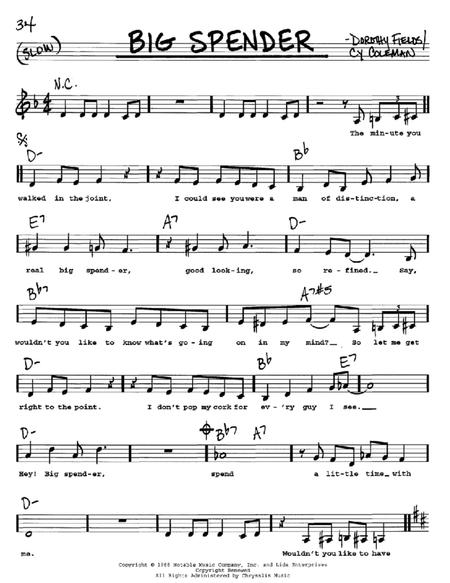 34
(SLOW)
BIG SPENDER
-DOROTHY FIELDS/
CY COLEMAN
N.C.
The min-ute you
D-
Bb
walked in the joint, I could see you were a man of dis-tinc-tion, a
E7 A7 D-
real big spend-er, good look-ing, so re-fined. Say,
Bb7 A7#5
wouldn't you like to know what's go-ing on in my mind? So let me get
D- Bb E7
right to the point. I don't pop my cork for ev-'ry guy I see.
D- Bb7 A7
Hey! Big spend-er, spend a lit-tle time with
D-
me. Wouldn't you like to have
Copyright © 1966 Notable Music Company, Inc. and Lida Enterprises
Copyright Renewed
All Rights Administered by Chrysalis Music